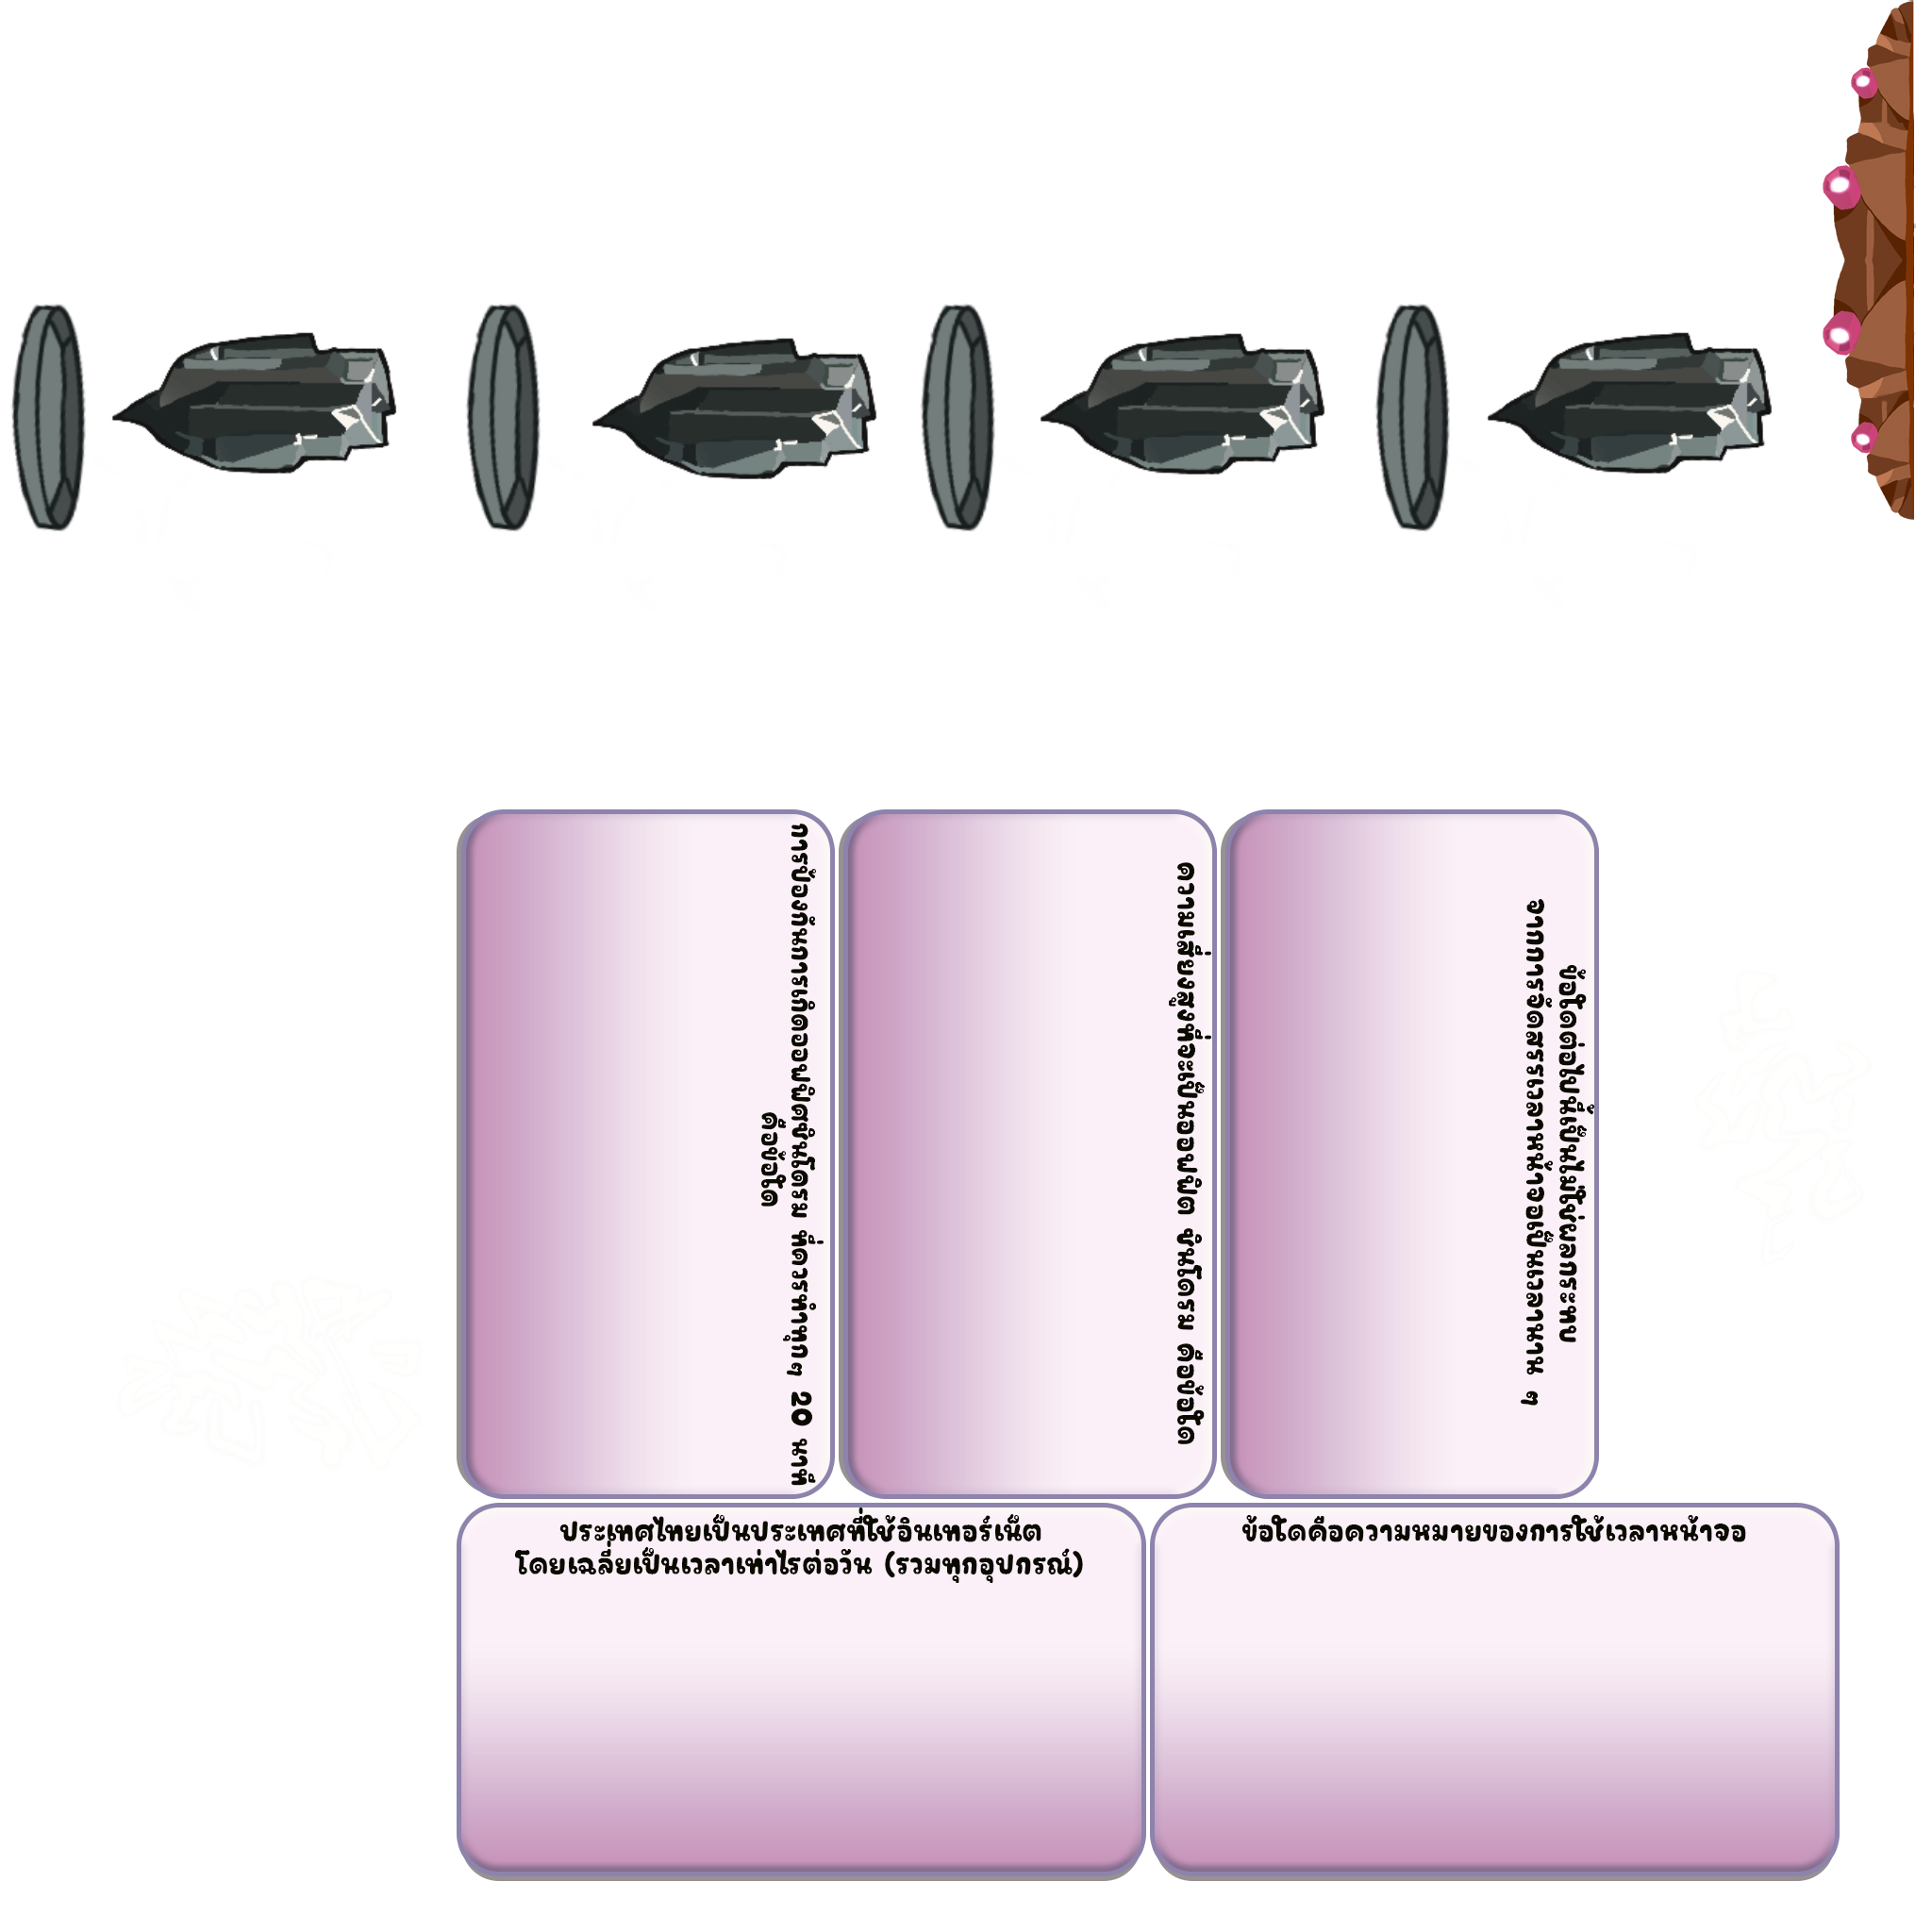 การป้องกันการเกิดออฟฟิศซินโดรม ที่ควรทำทุกๆ 20 นาที
คือข้อใด
ความเสี่ยงสูงที่จะเป็นออฟฟิต ซินโดรม คือข้อใด
ข้อใดต่อไปนี้เป็นไม่ใช่ผลกระะทบ
จากการจัดสรรเวลานหน้าจอเป็นเวลานาน ๆ
ประเทศไทยเป็นประเทศที่ใช้อินเทอร์เน็ต
โดยเฉลี่ยเป็นเวลาเท่าไรต่อวัน (รวมทุกอุปกรณ์)
ข้อใดคือความหมายของการใช้เวลาหน้าจอ